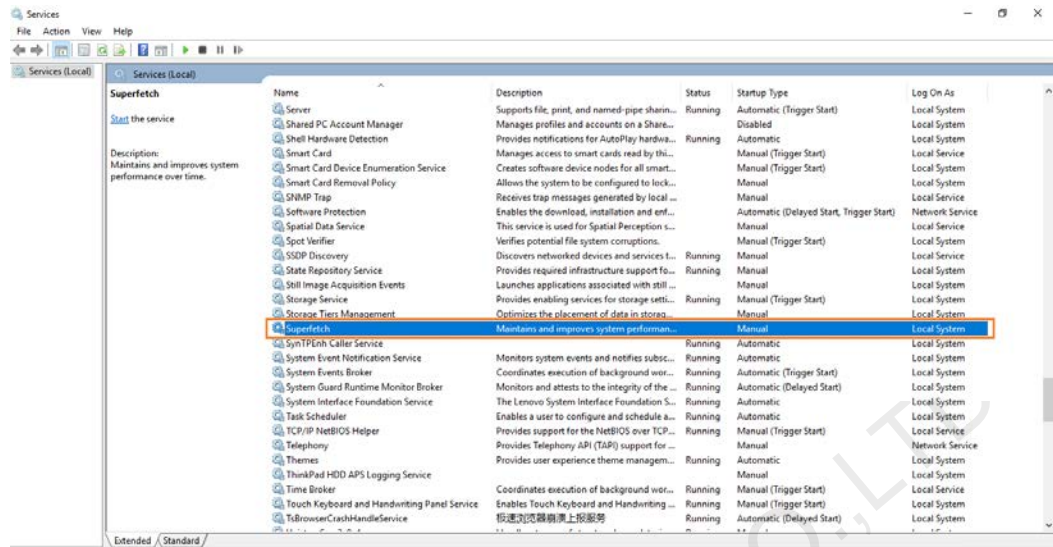 Services
File Action View Help
Services (Local)
Services (Local)
Superfetch
Start the service
Description:
Maintains and improves system
performance over time.
Name Description Status Startup Type Log On As
Server Supports file, print, and named-pipe sharin... Running Automatic (Trigger Start) Local System
Shared PC Account Manager Manages profiles and accounts on a Share... Disabled Local System
Shell Hardware Detection Provides notifications for AutoPlay hardwa... Running Automatic Local System
Smart Card Manages access to smart cards read by thi... Manual (Trigger Start) Local Service
Smart Card Device Enumeration Service Creates software device nodes for all smart... Manual (Trigger Start) Local System
Smart Card Removal Policy Allows the system to be configured to lock... Manual Local System
SNMP Trap Receives trap messages generated by local ... Manual Local Service
Software Protection Enables the download, installation and enf... Automatic (Delayed Start, Trigger Start) Network Service
Spatial Data Service This service is used for Spatial Perception s... Manual Local Service
Spot Verifier Verifies potential file system corruptions. Manual (Trigger Start) Local System
SSDP Discovery Discovers networked devices and services t... Running Manual Local Service
State Repository Service Provides required infrastructure support fo... Running Manual Local System
Still Image Acquisition Events Launches applications associated with still ... Manual Local System
Storage Service Provides enabling services for storage setti... Running Manual (Trigger Start) Local System
Storage Tiers Management Optimizes the placement of data in storag... Manual Local System
Superfetch Maintains and improves system performan... Manual Local System
SynTPEnh Caller Service Running Automatic Local System
System Event Notification Service Monitors system events and notifies subsc... Running Automatic Local System
System Events Broker Coordinates execution of background wor... Running Automatic (Trigger Start) Local System
System Guard Runtime Monitor Broker Monitors and attests to the integrity of the ... Running Automatic (Delayed Start) Local System
System Interface Foundation Service The Lenovo System Interface Foundation S... Running Automatic Local System
Task Scheduler Enables a user to configure and schedule a... Running Automatic Local System
TCP/IP NetBIOS Helper Provides support for the NetBIOS over TCP... Running Manual (Trigger Start) Local Service
Telephony Provides Telephony API (TAPI) support for ... Manual Network Service
Themes Provides user experience theme managem... Running Automatic Local System
ThinkPad HDD APS Logging Service Manual Local System
Time Broker Coordinates execution of background wor... Running Manual (Trigger Start) Local Service
Touch Keyboard and Handwriting Panel Service Enables Touch Keyboard and Handwriting ... Running Manual (Trigger Start) Local System
TsBrowserCrashHandleService 极速浏览器崩溃上报服务 Running Automatic (Delayed Start) Local System
Extended Standard